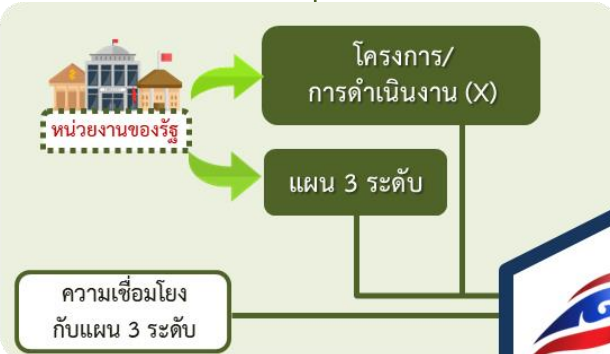 โครงการ/
การดำเนินงาน (X)
หน่วยงานของรัฐ
แผน 3 ระดับ
ความเชื่อมโยง
กับแผน 3 ระดับ